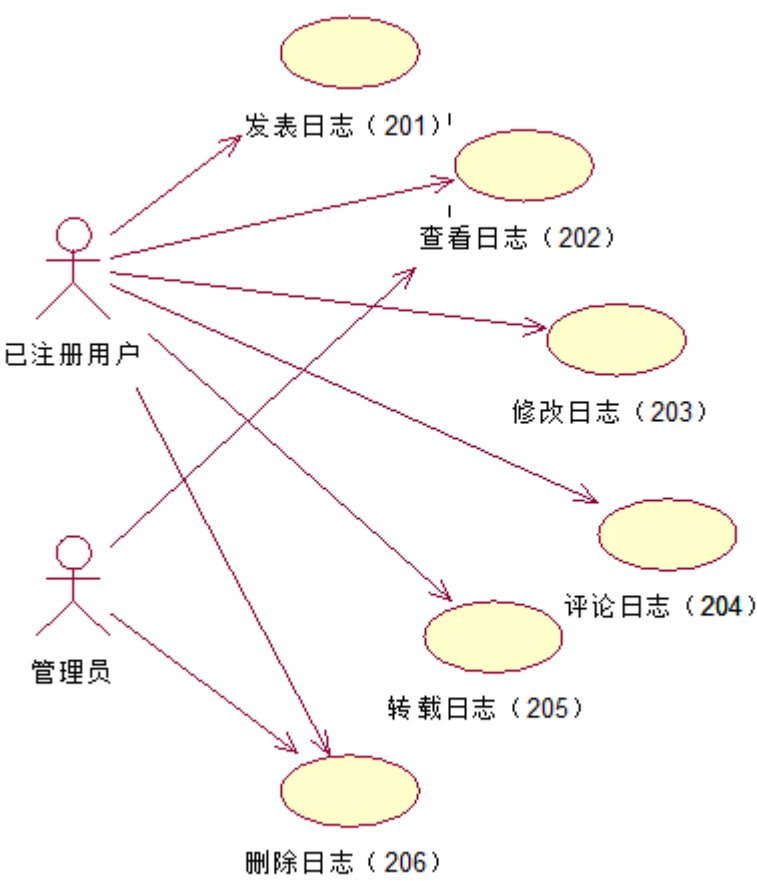 发表日志（201）
查看日志（202）
已注册用户
修改日志（203）
评论日志（204）
管理员
转载日志（205）
删除日志（206）